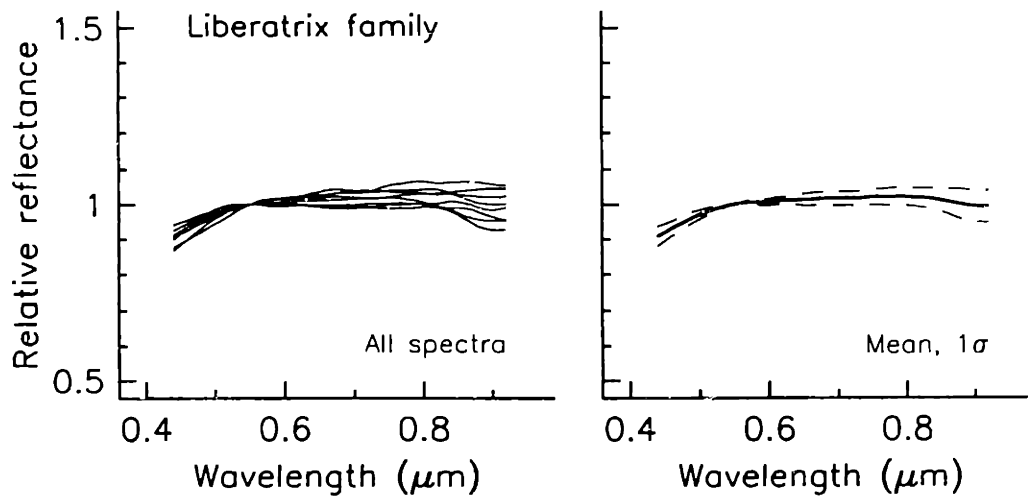 Liberatrix family
Relative reflectance
1.5
1
0.5
All spectra
0.4
0.6
0.8
Wavelength (μm)
Mean, 1σ
0.4
0.6
0.8
Wavelength (μm)